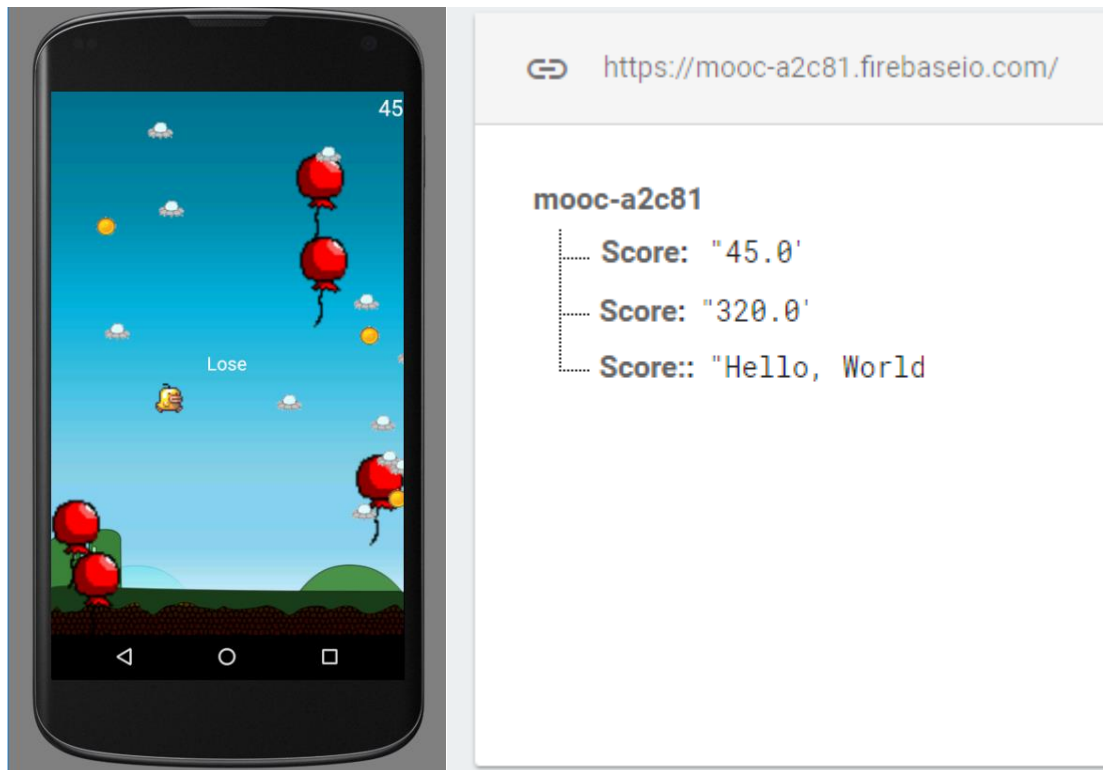 45
Lose
https://mooc-a2c81.firebaseio.com/
mooc-a2c81
Score: "45.0'
Score: "320.0'
Score:: "Hello, World